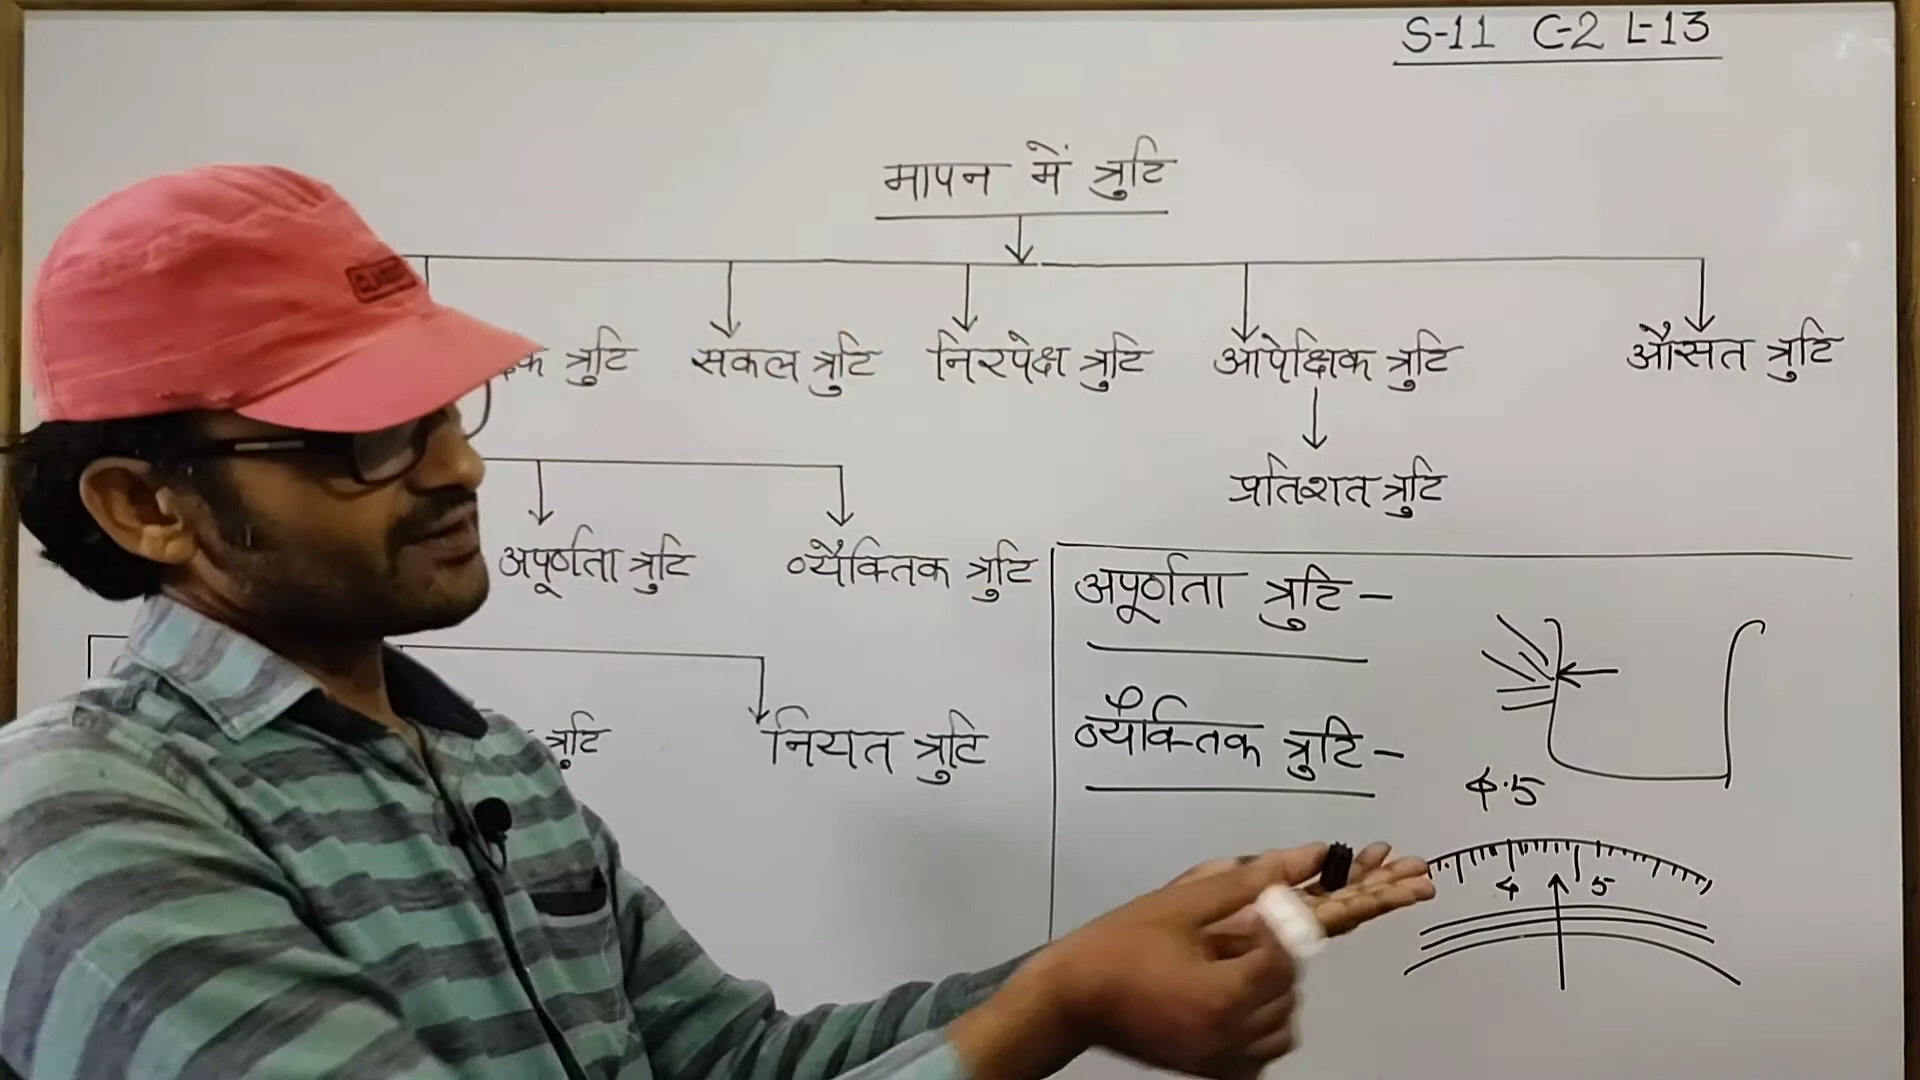 S-11 C-2 L-13
मापन में त्रुटि
त्रुटि सकल त्रुटि निरपेक्ष त्रुटि आपेक्षिक त्रुटि औसत त्रुटि
प्रतिशत त्रुटि
अपूर्णता त्रुटि व्यैक्तिक त्रुटि
त्रुटि नियत त्रुटि
अपूर्णता त्रुटि -
व्यैक्तिक त्रुटि -
4.5
4 5